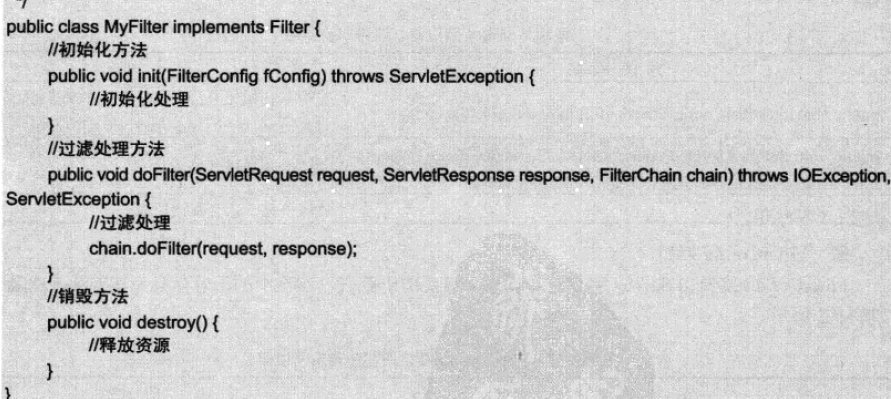 */
public class MyFilter implements Filter {
//初始化方法
public void init(FilterConfig fConfig) throws ServletException {
//初始化处理
}
//过滤处理方法
public void doFilter(ServletRequest request, ServletResponse response, FilterChain chain) throws IOException,
ServletException {
//过滤处理
chain.doFilter(request, response);
}
//销毁方法
public void destroy() {
//释放资源
}
}